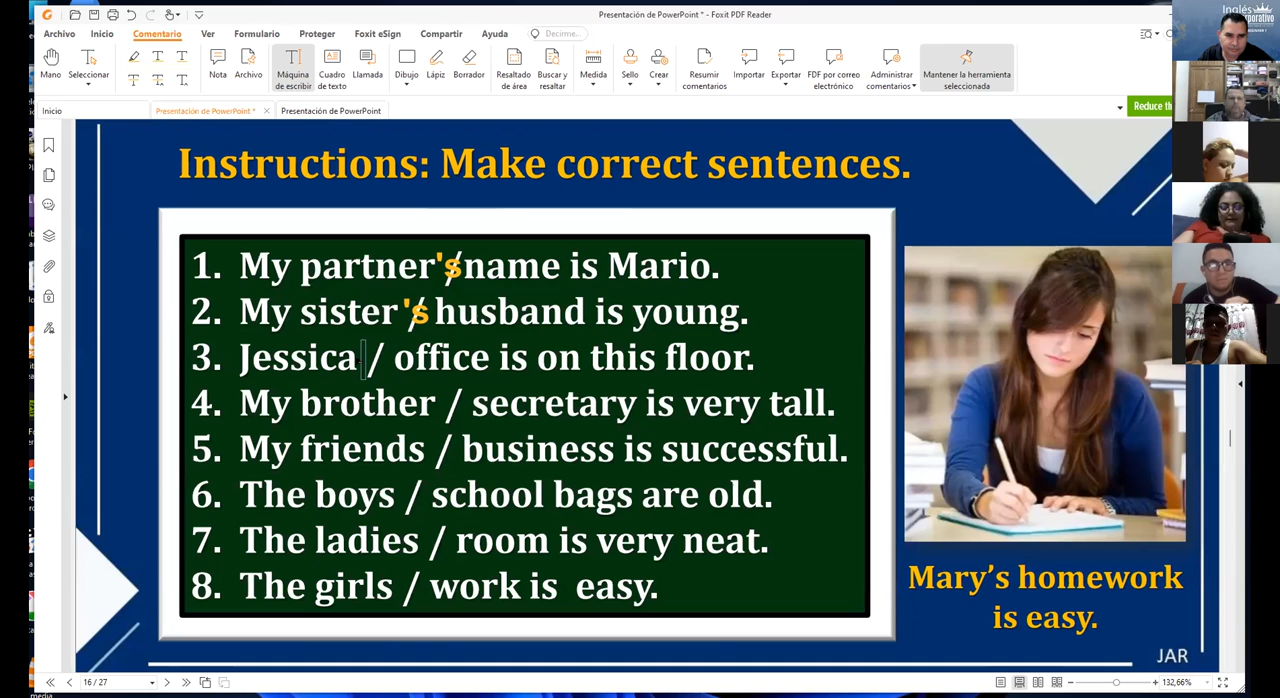 Presentación de PowerPoint * - Foxit PDF Reader
Archivo Inicio Comentario Ver Formulario Proteger Foxit eSign Compartir Ayuda Decirme...
Mano Seleccionar Nota Archivo Máquina de escribir Cuadro de texto Llamada Dibujo Lápiz Borrador Resaltado de área Buscar y resaltar Medida Sello Crear Resumir comentarios Importar Exportar PDF por correo electrónico Administrar comentarios Mantener la herramienta seleccionada
Inicio Presentación de PowerPoint * Presentación de PowerPoint
Reduce th
Inglés
Instructions: Make correct sentences.
1. My partner's/name is Mario.
2. My sister 's/ husband is young.
3. Jessica / office is on this floor.
4. My brother / secretary is very tall.
5. My friends / business is successful.
6. The boys / school bags are old.
7. The ladies / room is very neat.
8. The girls / work is easy.
Mary's homework
is easy.
JAR
16 / 27
132,66%
media